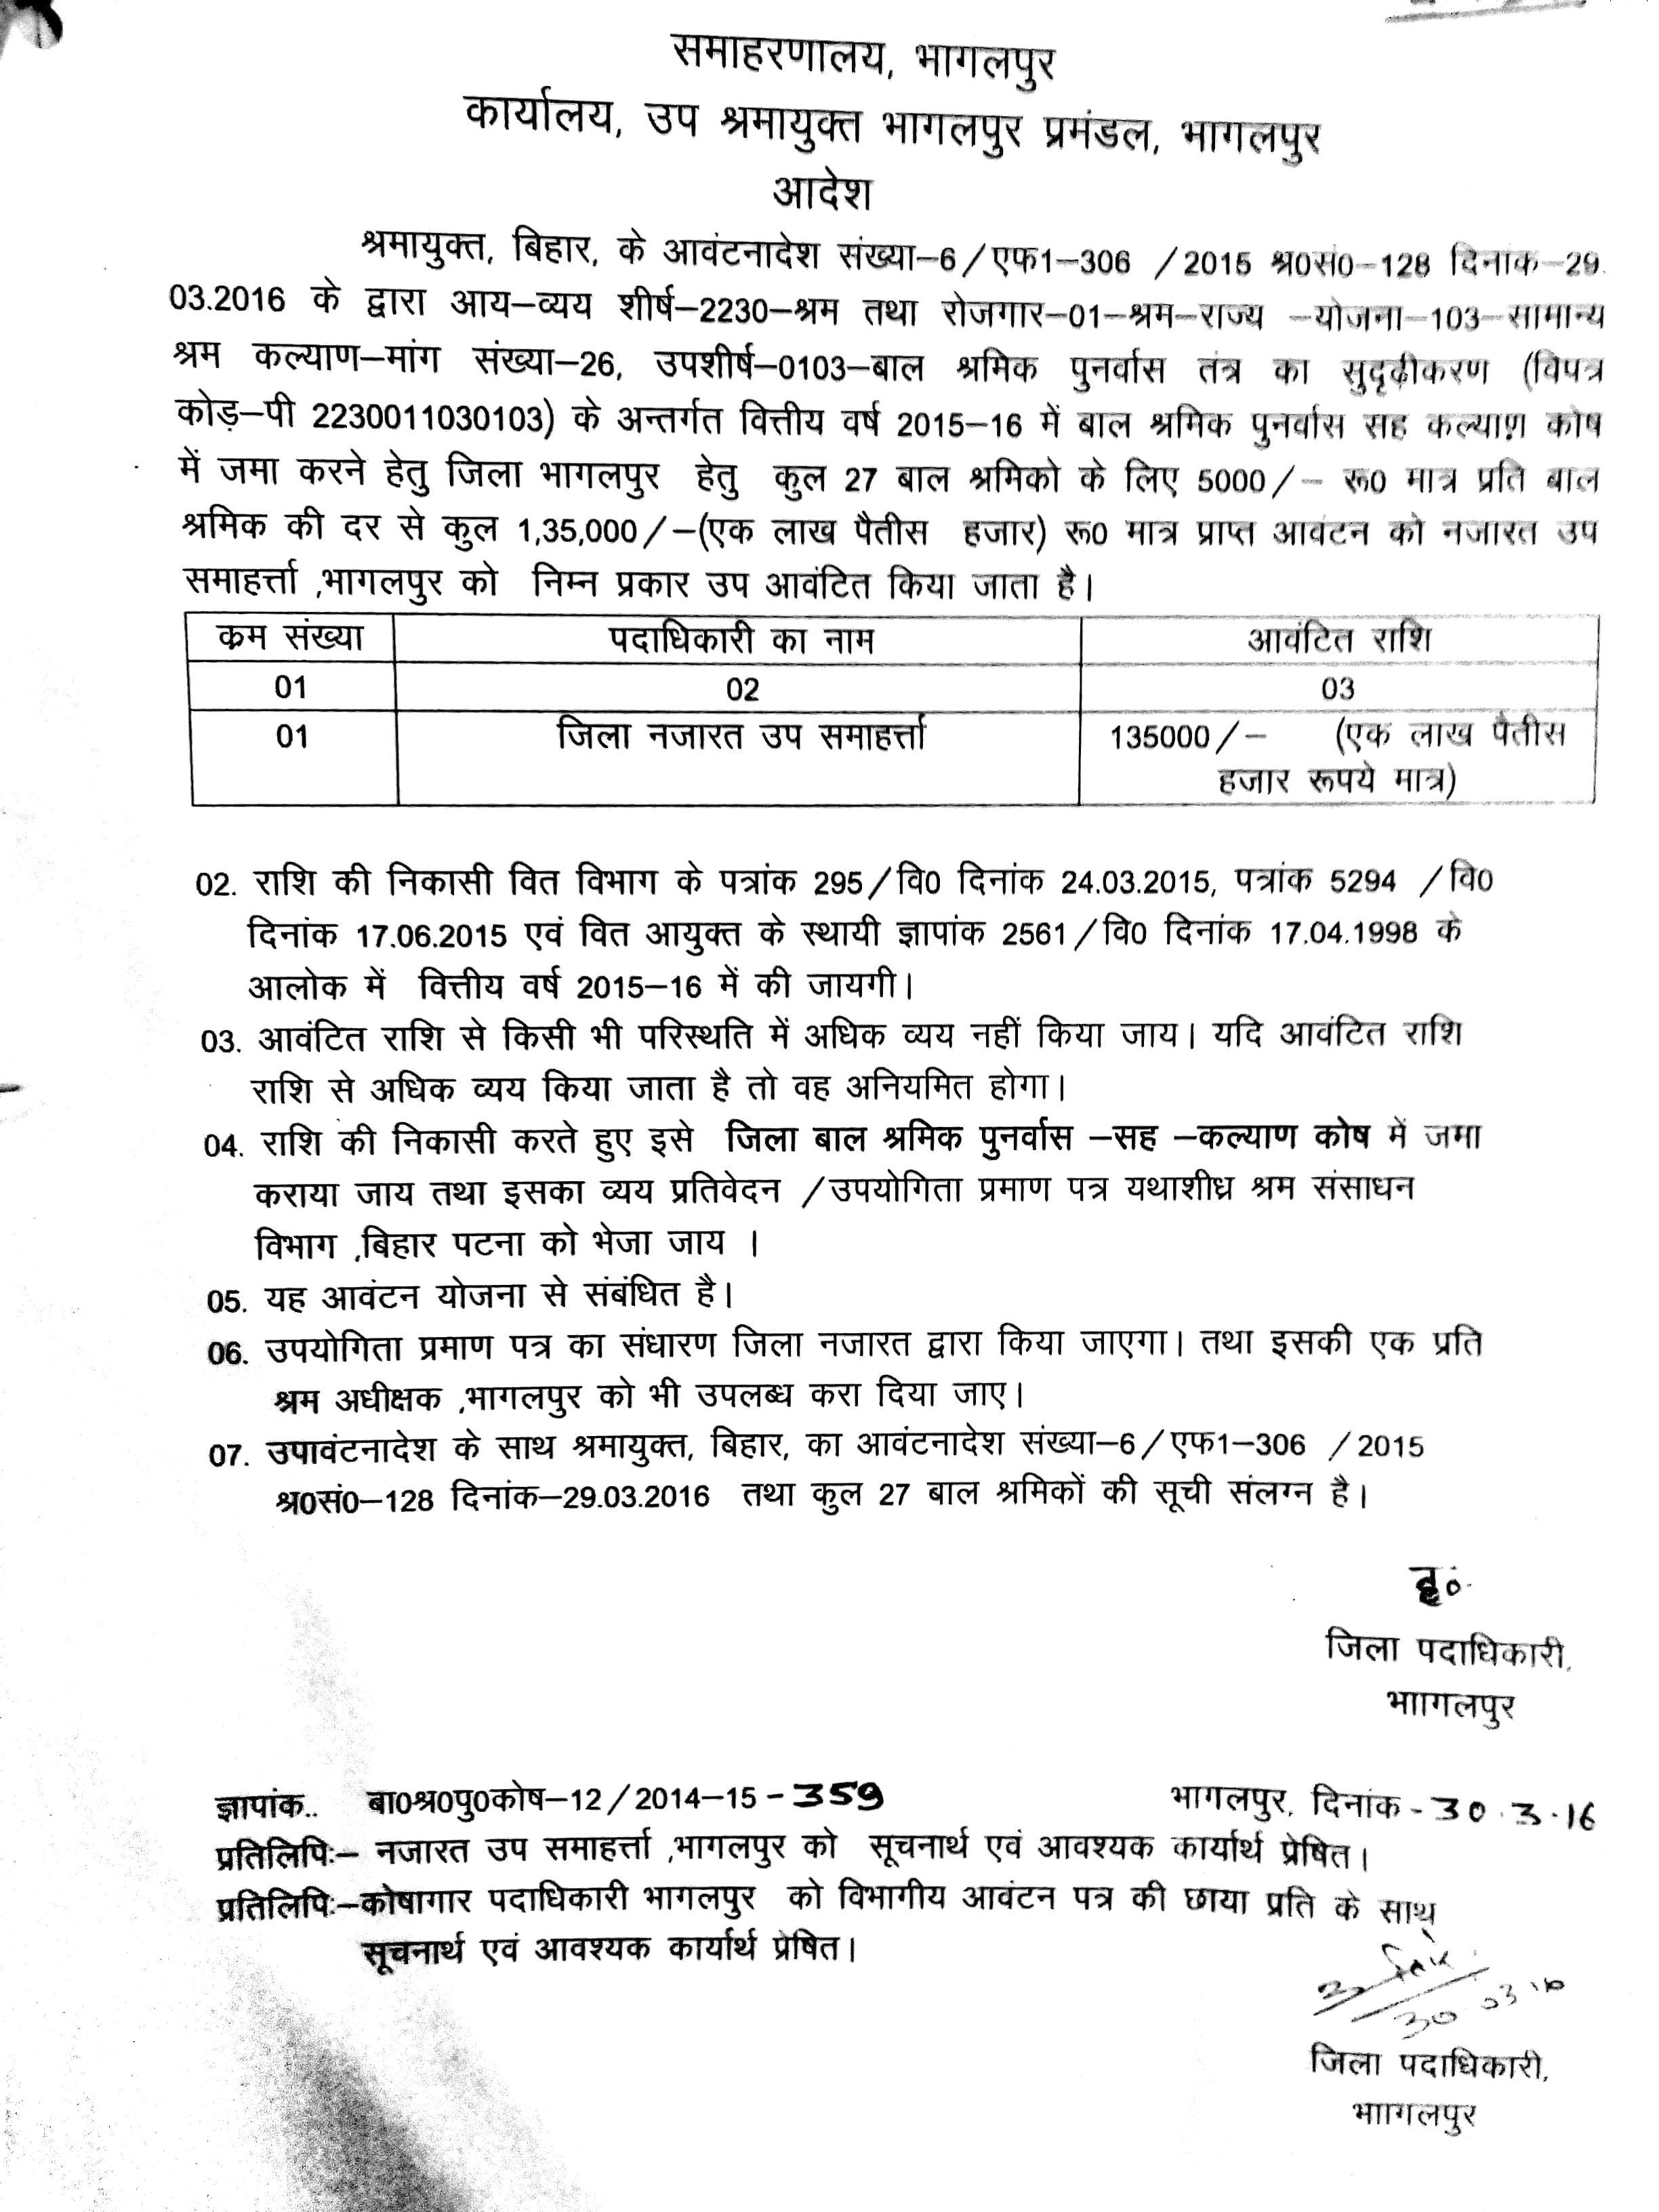 समाहरणालय, भागलपुर
कार्यालय, उप श्रमायुक्त भागलपुर प्रमंडल, भागलपुर
आदेश
श्रमायुक्त, बिहार, के आवंटनादेश संख्या–6/एफ1–306 /2015 श्र0सं0–128 दिनाक–29.
03.2016 के द्वारा आय–व्यय शीर्ष–2230–श्रम तथा रोजगार–01–श्रम–राज्य –योजना–103–सामान्य
श्रम कल्याण–मांग संख्या–26, उपशीर्ष–0103–बाल श्रमिक पुनर्वास तंत्र का सुदृढ़ीकरण (विपत्र
कोड़–पी 2230011030103) के अन्तर्गत वित्तीय वर्ष 2015–16 में बाल श्रमिक पुनर्वास सह कल्याण कोष
में जमा करने हेतु जिला भागलपुर हेतु कुल 27 बाल श्रमिको के लिए 5000/– रू0 मात्र प्रति बाल
श्रमिक की दर से कुल 1,35,000/–(एक लाख पैतीस हजार) रू0 मात्र प्राप्त आवंटन को नजारत उप
समाहर्त्ता ,भागलपुर को निम्न प्रकार उप आवंटित किया जाता है।
क्रम संख्या पदाधिकारी का नाम आवंटित राशि
01 02 03
01 जिला नजारत उप समाहर्त्ता 135000/– (एक लाख पैतीस
हजार रूपये मात्र)
02. राशि की निकासी वित विभाग के पत्रांक 295/वि0 दिनांक 24.03.2015, पत्रांक 5294 /वि0
दिनांक 17.06.2015 एवं वित आयुक्त के स्थायी ज्ञापांक 2561/वि0 दिनांक 17.04.1998 के
आलोक में वित्तीय वर्ष 2015–16 में की जायगी।
03. आवंटित राशि से किसी भी परिस्थति में अधिक व्यय नहीं किया जाय। यदि आवंटित राशि
राशि से अधिक व्यय किया जाता है तो वह अनियमित होगा।
04. राशि की निकासी करते हुए इसे जिला बाल श्रमिक पुनर्वास –सह –कल्याण कोष में जमा
कराया जाय तथा इसका व्यय प्रतिवेदन /उपयोगिता प्रमाण पत्र यथाशीध्र श्रम संसाधन
विभाग ,बिहार पटना को भेजा जाय ।
05. यह आवंटन योजना से संबंधित है।
06. उपयोगिता प्रमाण पत्र का संधारण जिला नजारत द्वारा किया जाएगा। तथा इसकी एक प्रति
श्रम अधीक्षक ,भागलपुर को भी उपलब्ध करा दिया जाए।
07. उपावंटनादेश के साथ श्रमायुक्त, बिहार, का आवंटनादेश संख्या–6/एफ1–306 /2015
श्र0सं0–128 दिनांक–29.03.2016 तथा कुल 27 बाल श्रमिकों की सूची संलग्न है।
ह०
जिला पदाधिकारी,
भाागलपुर
ज्ञापांक.. बा0श्र0पु0कोष–12/2014–15 - 359 भागलपुर, दिनांक - 30.3.16
प्रतिलिपिः– नजारत उप समाहर्त्ता ,भागलपुर को सूचनार्थ एवं आवश्यक कार्यार्थ प्रेषित।
प्रतिलिपिः–कोषागार पदाधिकारी भागलपुर को विभागीय आवंटन पत्र की छाया प्रति के साथ
सूचनार्थ एवं आवश्यक कार्यार्थ प्रेषित।
30 03 16
जिला पदाधिकारी,
भाागलपुर